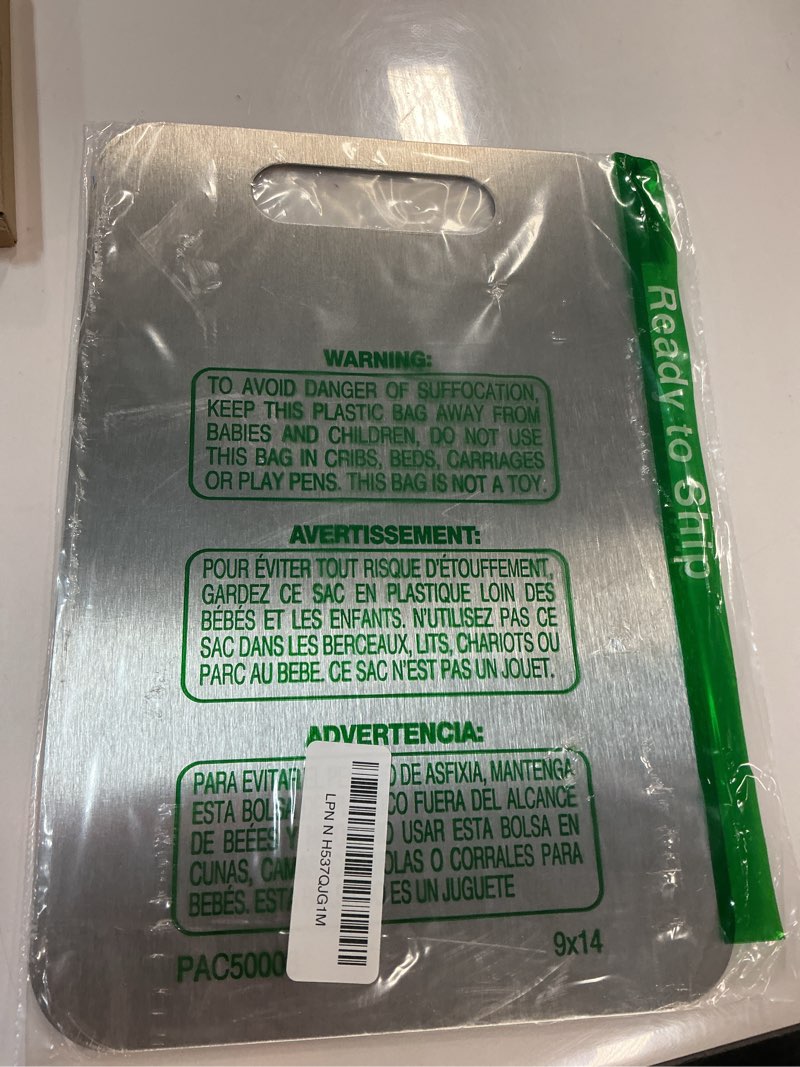 Ready to Ship
WARNING:
TO AVOID DANGER OF SUFFOCATION,
KEEP THIS PLASTIC BAG AWAY FROM
BABIES AND CHILDREN, DO NOT USE
THIS BAG IN CRIBS, BEDS, CARRIAGES
OR PLAY PENS. THIS BAG IS NOT A TOY.
AVERTISSEMENT:
POUR ÉVITER TOUT RISQUE D'ÉTOUFFEMENT,
GARDEZ CE SAC EN PLASTIQUE LOIN DES
BÉBÉS ET LES ENFANTS. N'UTILISEZ PAS CE
SAC DANS LES BERCEAUX, LITS, CHARIOTS OU
PARC AU BEBE. CE SAC N'EST PAS UN JOUET.
ADVERTENCIA:
PARA EVITAR DE ASFIXIA, MANTENGA
ESTA FUERA DEL ALCANCE
DE BEÉES Y USAR ESTA BOLSA EN
CUNAS, O CORRALES PARA
BEBÉS. ES UN JUGUETE
PAC5000
9x14
LPN N H537QJG1M